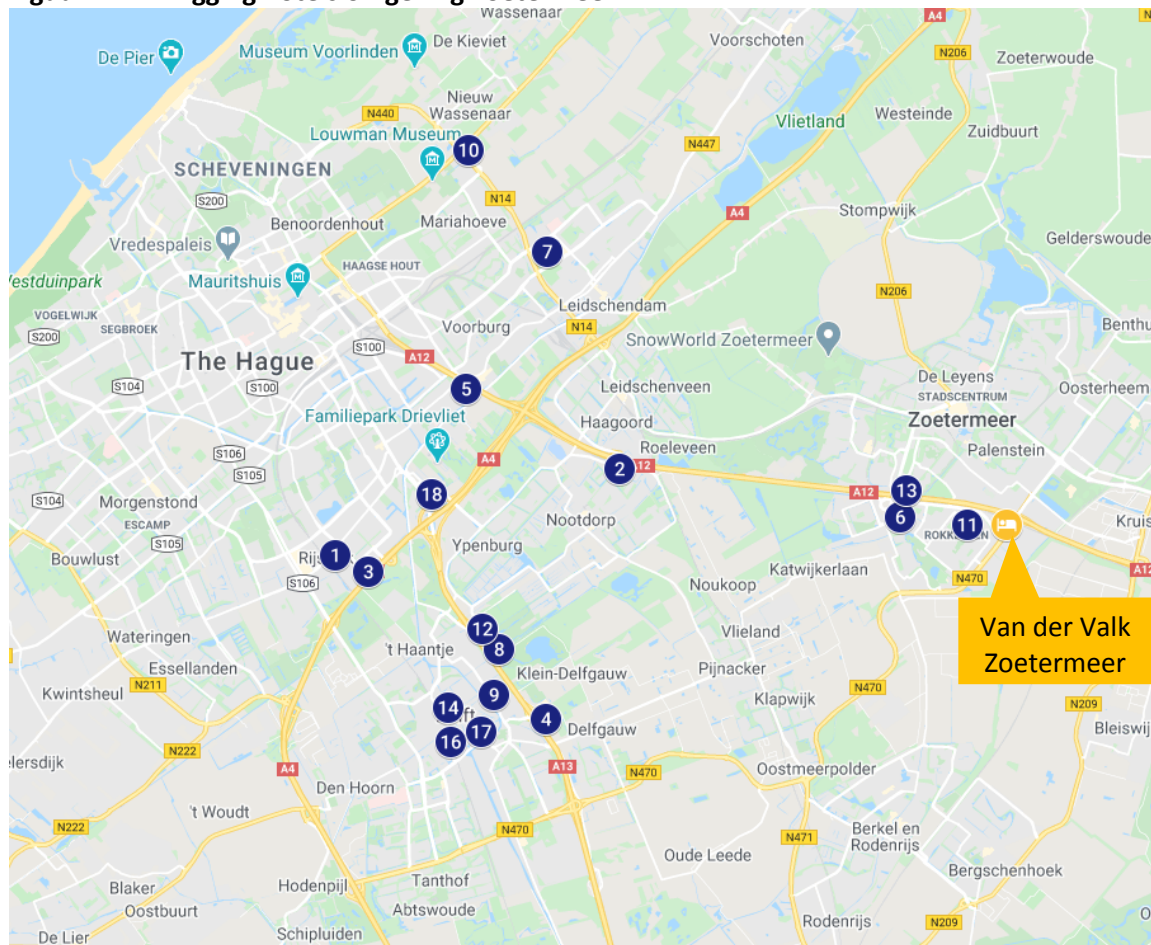 Wassenaar
De Pier
Museum Voorlinden
De Kieviet
Voorschoten
A4
N206
Zoeterwoude
Nieuw
Wassenaar
N440
Louwman Museum
Vlietland
Westeinde
Zuidbuurt
N447
10
SCHEVENINGEN
S200
N14
Benoordenhout
Mariahoeve
A4
Stompwijk
Vredespaleis
7
Gelderswoude
HAAGSE HOUT
Mauritshuis
N206
VOGELWIJK
SEGBROEK
Leidschendam
Voorburg
N14
SnowWorld Zoetermeer
S200
S100
A12
The Hague
S104
S100
5
Leidschenveen
De Leyens
STADSCENTRUM
Oosterheem
Familiepark Drievliet
Haagoord
Zoetermeer
Roeleveen
Palenstein
S106
A4
2
12
S105
S104
Morgenstond
18
A12
13
ESCAMP
Nootdorp
6
11
S105
Ypenburg
Bouwlust
1
3
S106
Katwijkerlaan
N470
A12
Noukoop
12
Wateringen
't Haantje
8
Vlieland
Van der Valk
Zoetermeer
Essellanden
Klein-Delfgauw
Pijnacker
N211
Kwintsheul
9
Klapwijk
N470
N209
14
4
Delfgauw
17
16
N222
A4
A13
N470
Oostmeerpolder
Den Hoorn
't Woudt
N222
N470
N471
Berkel en
Rodenrijs
Oude Leede
Bergschenhoek
Blaker
Hodenpijl
Tanthof
Oostbuurt
Abtswoude
N209
De Lier
Schipluiden
Rodenrijs